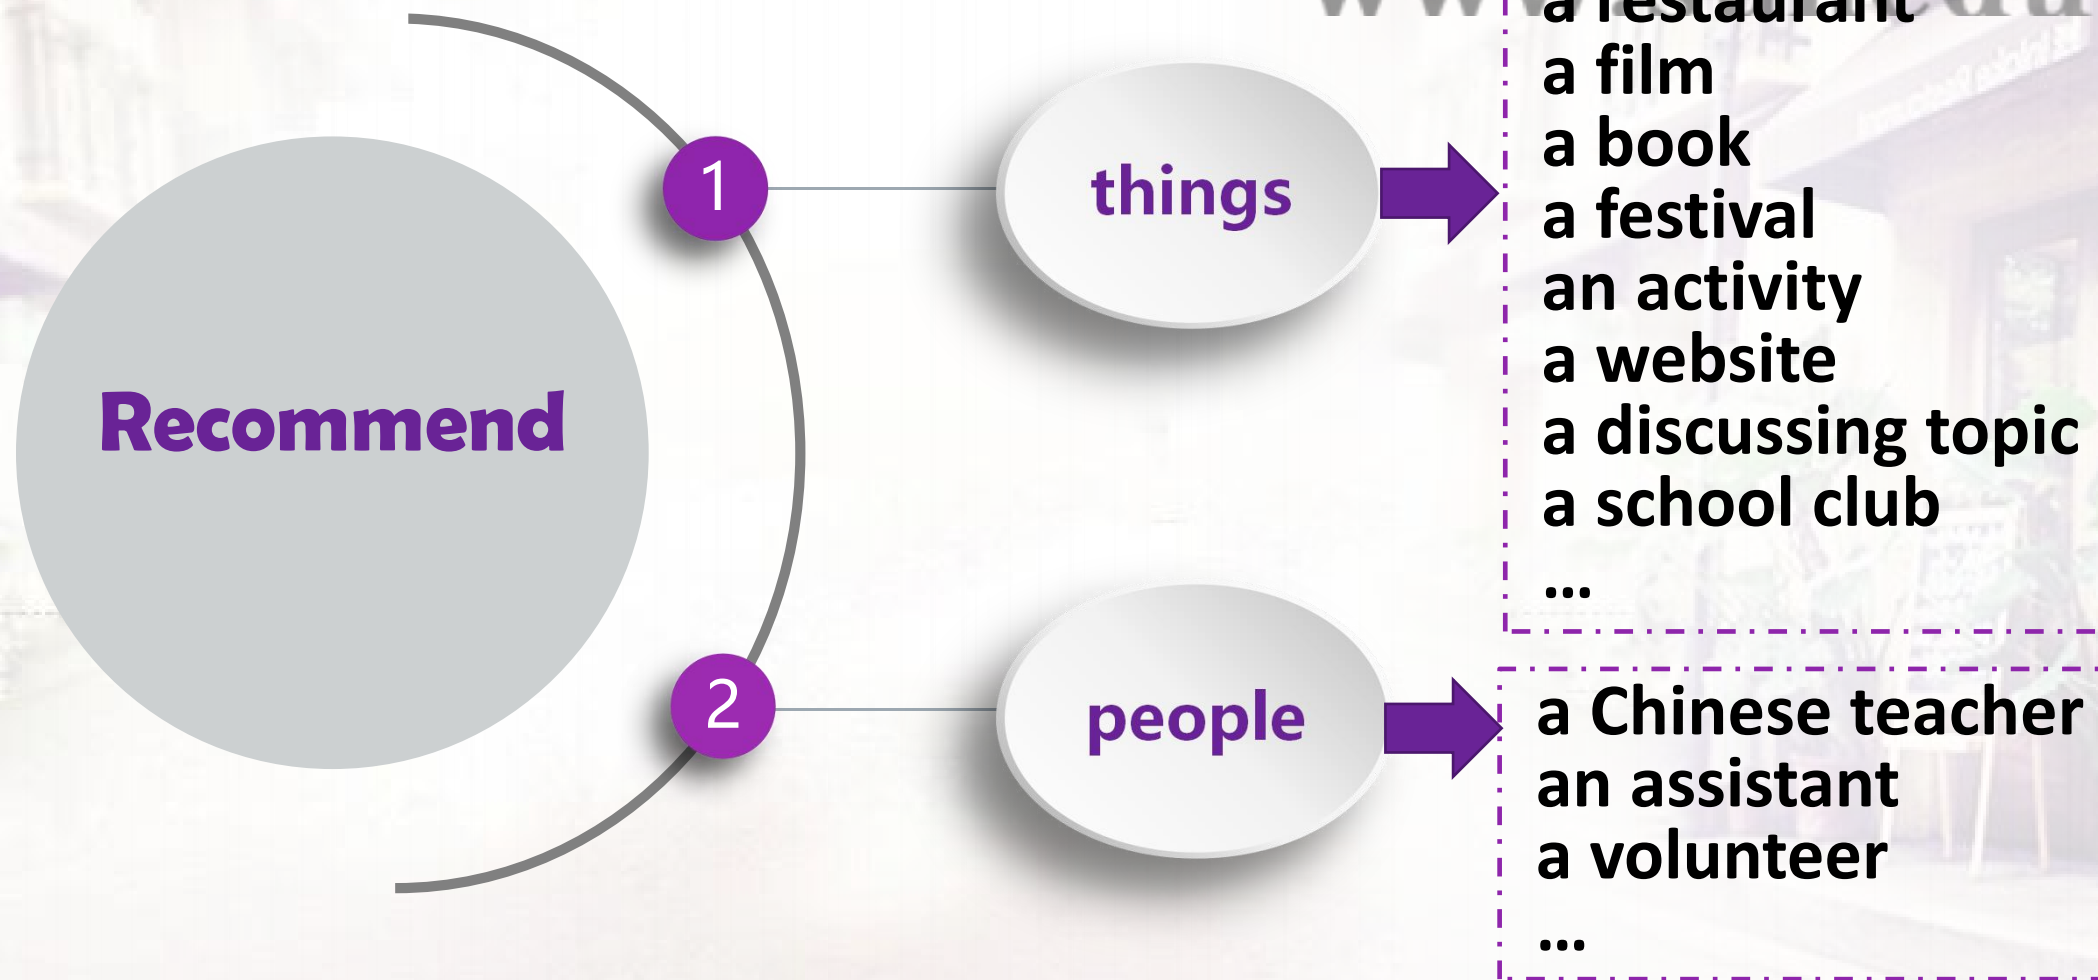 a restaurant
a film
a book
a festival
an activity
a website
a discussing topic
a school club
...
1
things
Recommend
2
people
a Chinese teacher
an assistant
a volunteer
...